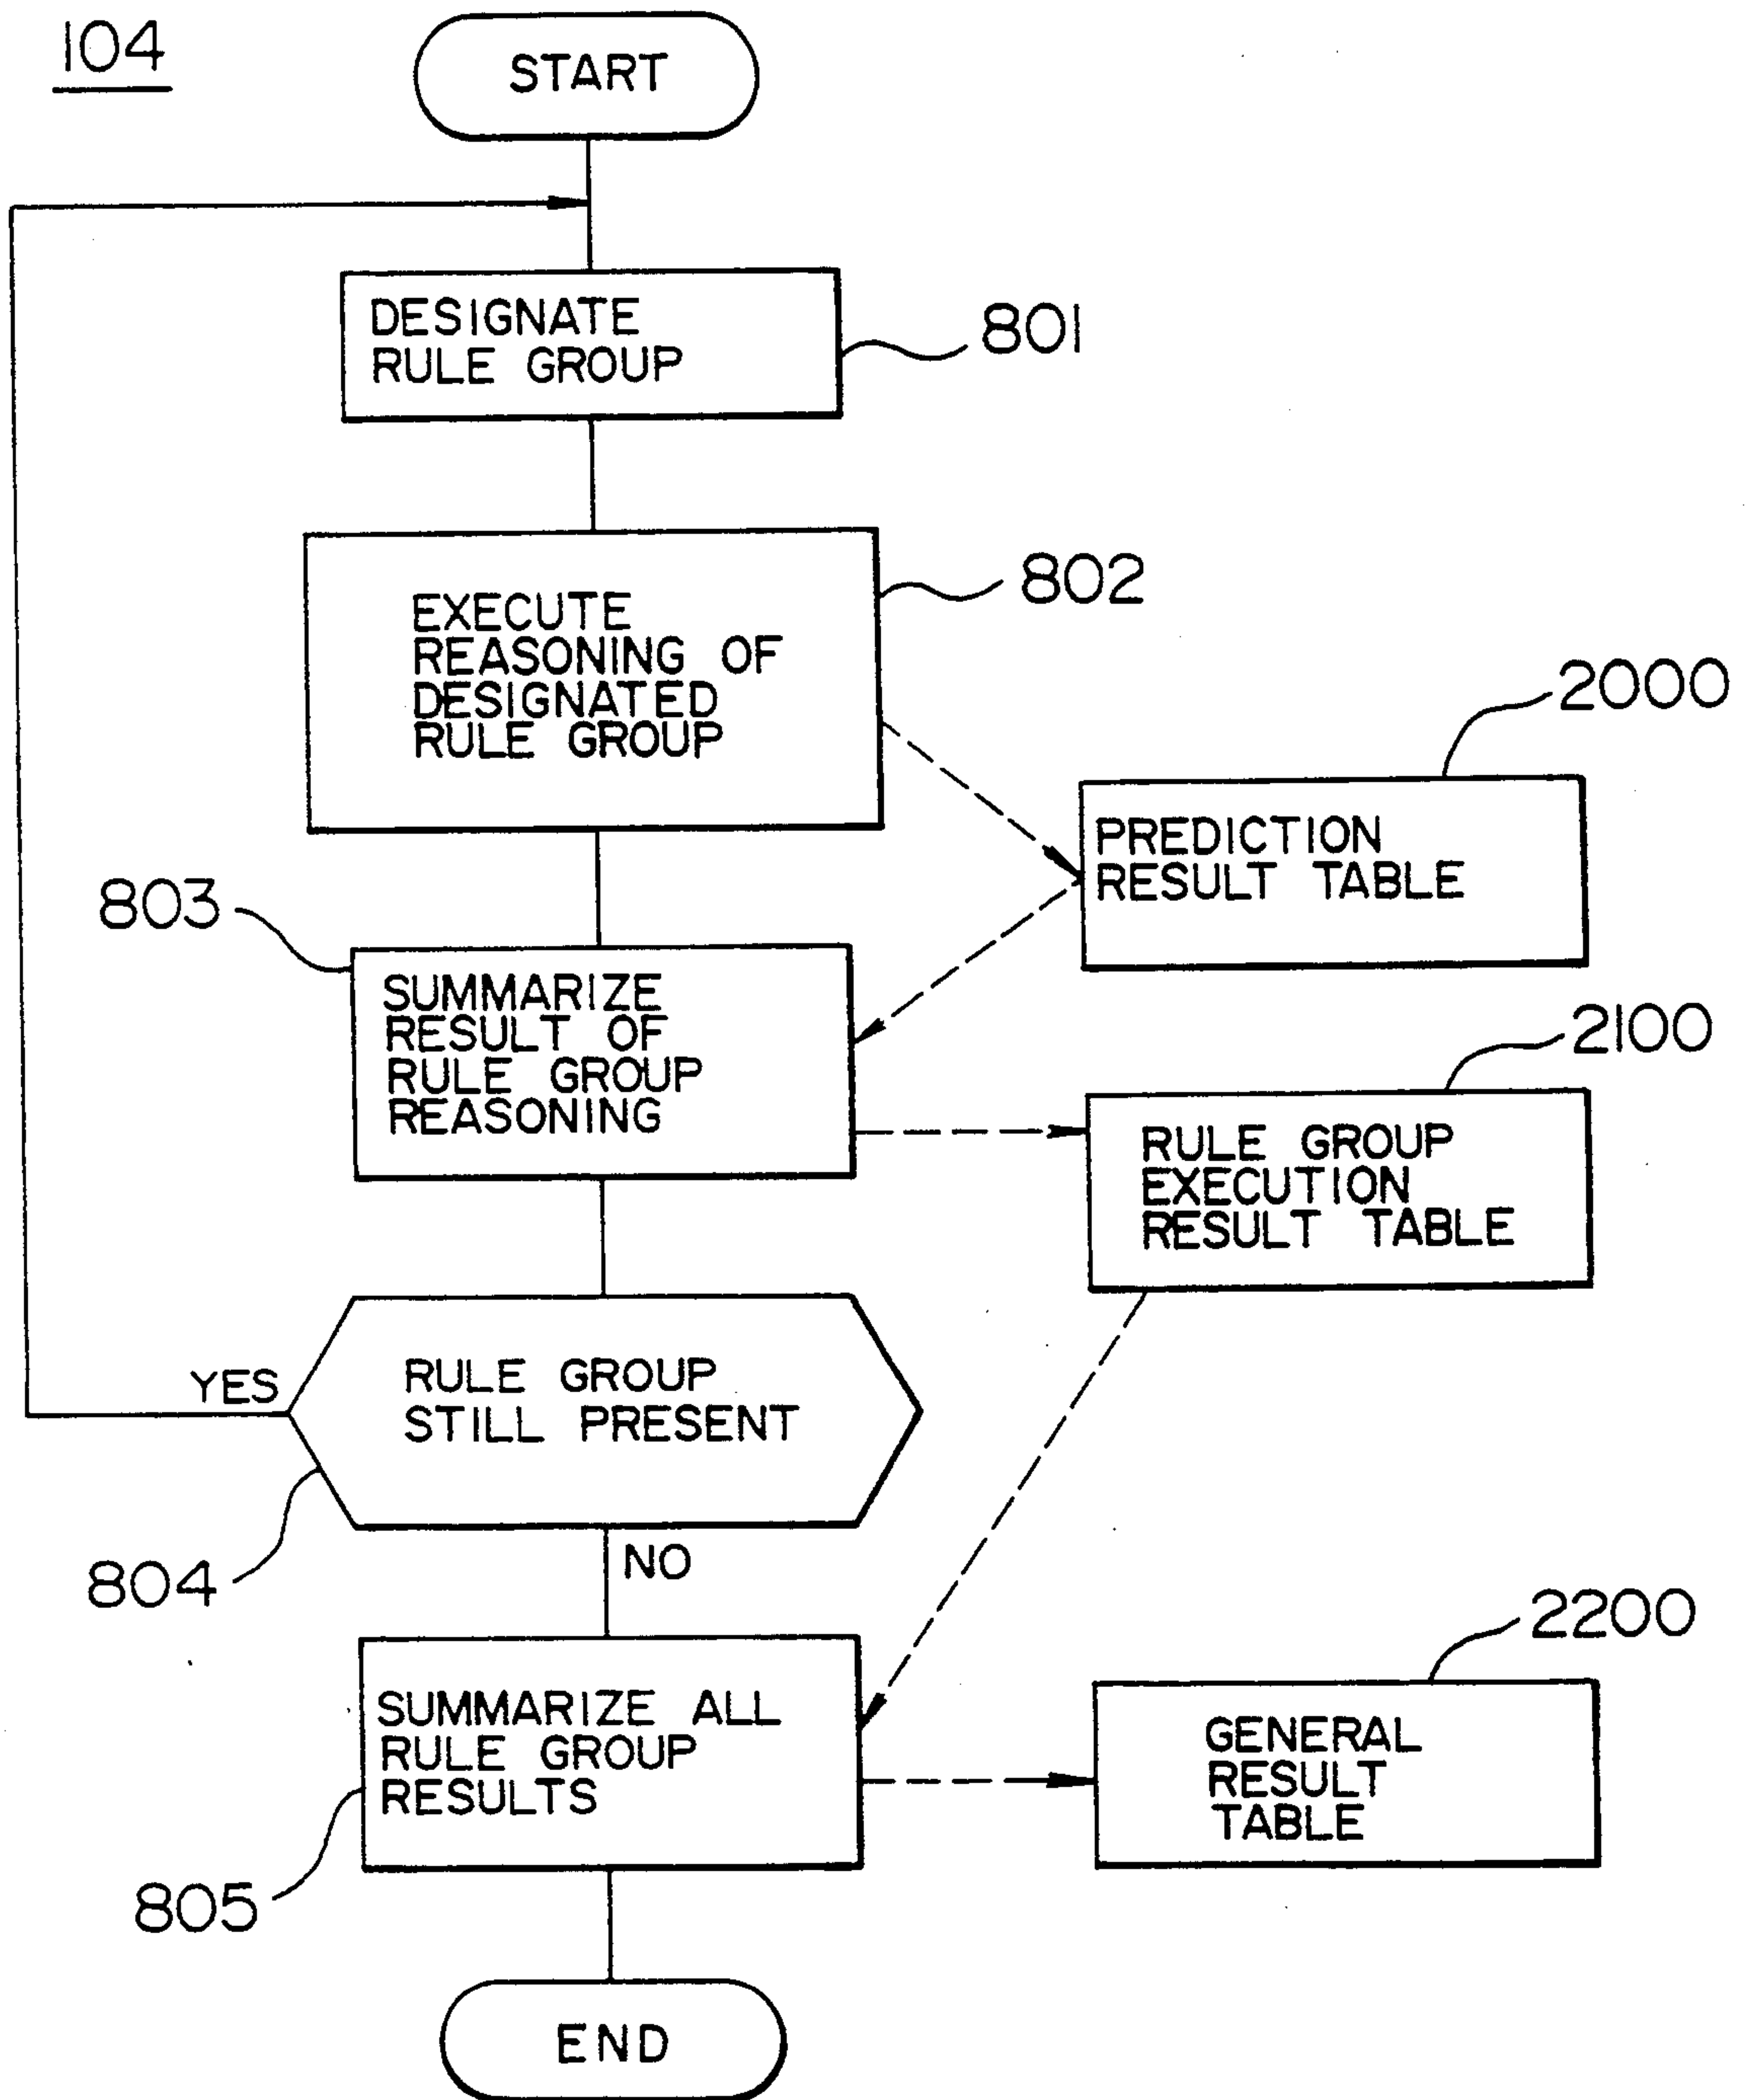 104
START
DESIGNATE
RULE GROUP
801
EXECUTE
REASONING OF
DESIGNATED
RULE GROUP
802
2000
PREDICTION
RESULT TABLE
803
SUMMARIZE
RESULT OF
RULE GROUP
REASONING
2100
RULE GROUP
EXECUTION
RESULT TABLE
YES
RULE GROUP
STILL PRESENT
804
NO
2200
SUMMARIZE ALL
RULE GROUP
RESULTS
GENERAL
RESULT
TABLE
805
END